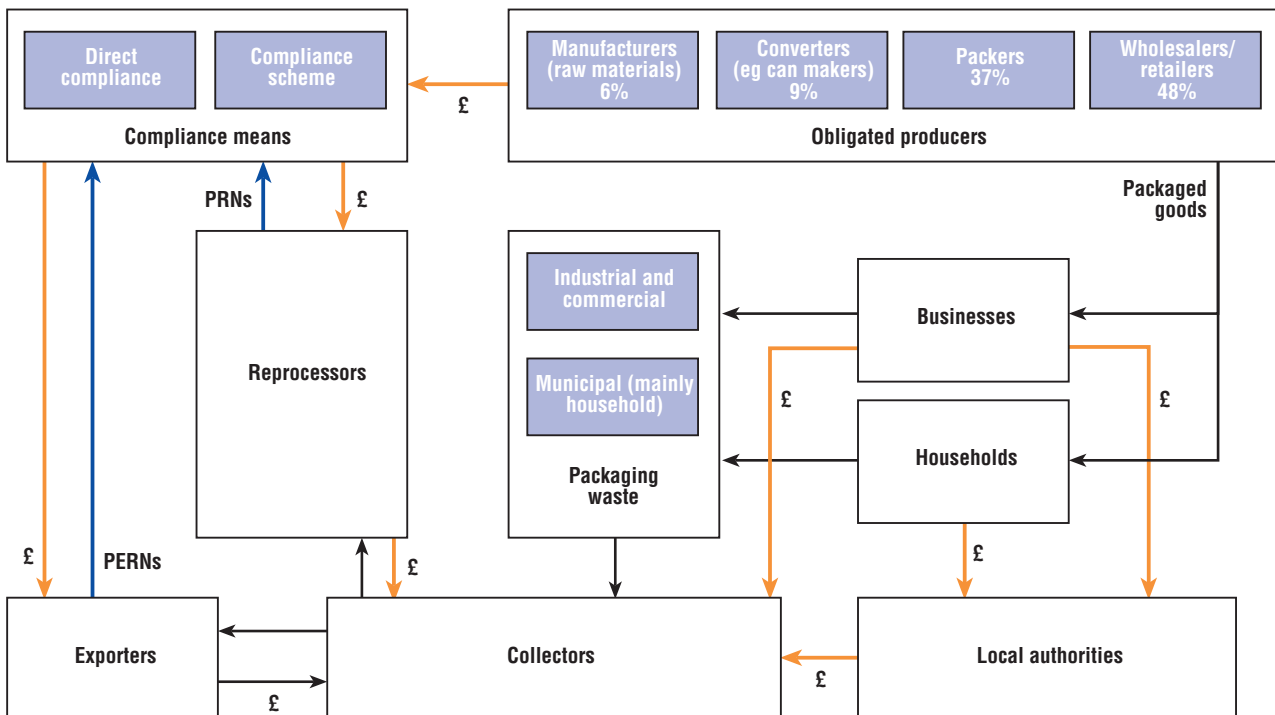 Direct
compliance
Compliance
scheme
Compliance means
£
Manufacturers
(raw materials)
6%
Converters
(eg can makers)
9%
Packers
37%
Wholesalers/
retailers
48%
Obligated producers
Packaged
goods
PRNs
£
Reprocessors
Industrial and
commercial
Municipal (mainly
household)
Packaging
waste
Businesses
£
£
Households
£
£
PERNs
£
Exporters
£
Collectors
£
Local authorities